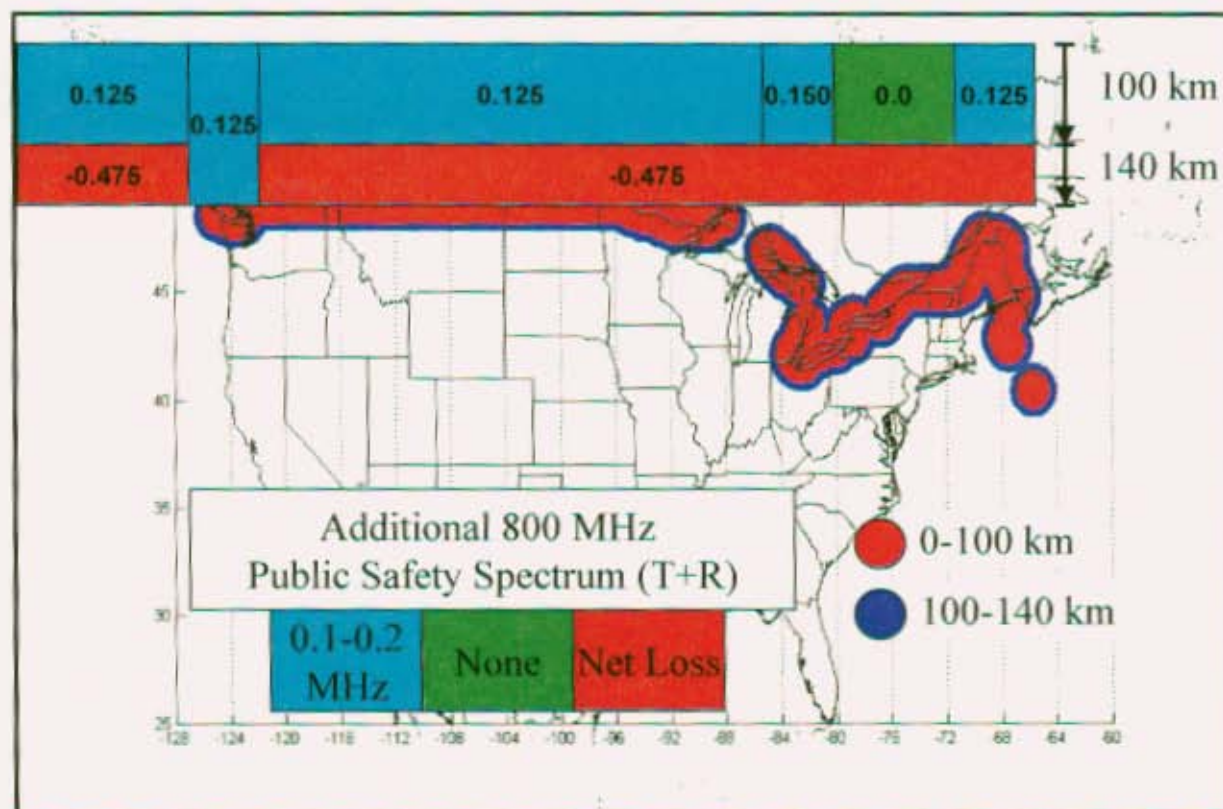 0.125
0.125
0.125
0.150
0.0
0.125
100 km
-0.475
-0.475
140 km
45
40
35
30
25
Additional 800 MHz
Public Safety Spectrum (T+R)
0-100 km
100-140 km
0.1-0.2
MHz
None
Net Loss
-128 -124 -120 -116 -112 -108 -104 -100 -96 -92 -88 -84 -80 -76 -72 -68 -64 -60